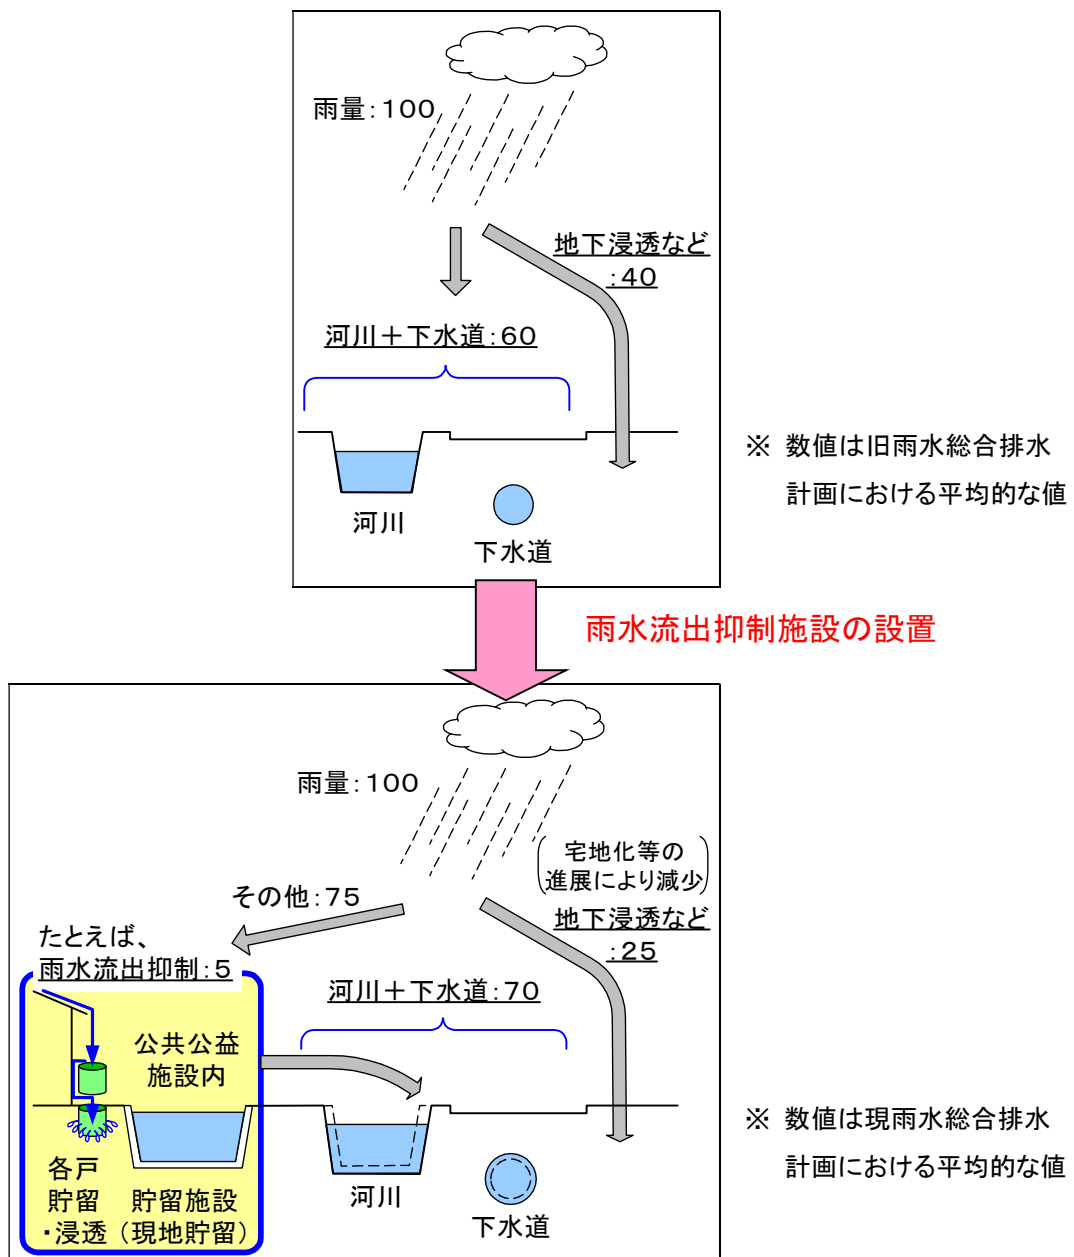 雨量:100
地下浸透など
:40
河川+下水道:60
河川
下水道
※ 数値は旧雨水総合排水
計画における平均的な値
雨水流出抑制施設の設置
雨量:100
宅地化等の
進展により減少
その他:75
地下浸透など
:25
たとえば、
雨水流出抑制:5
河川+下水道:70
公共公益
施設内
各戸
貯留
・浸透
貯留施設
(現地貯留)
河川
下水道
※ 数値は現雨水総合排水
計画における平均的な値